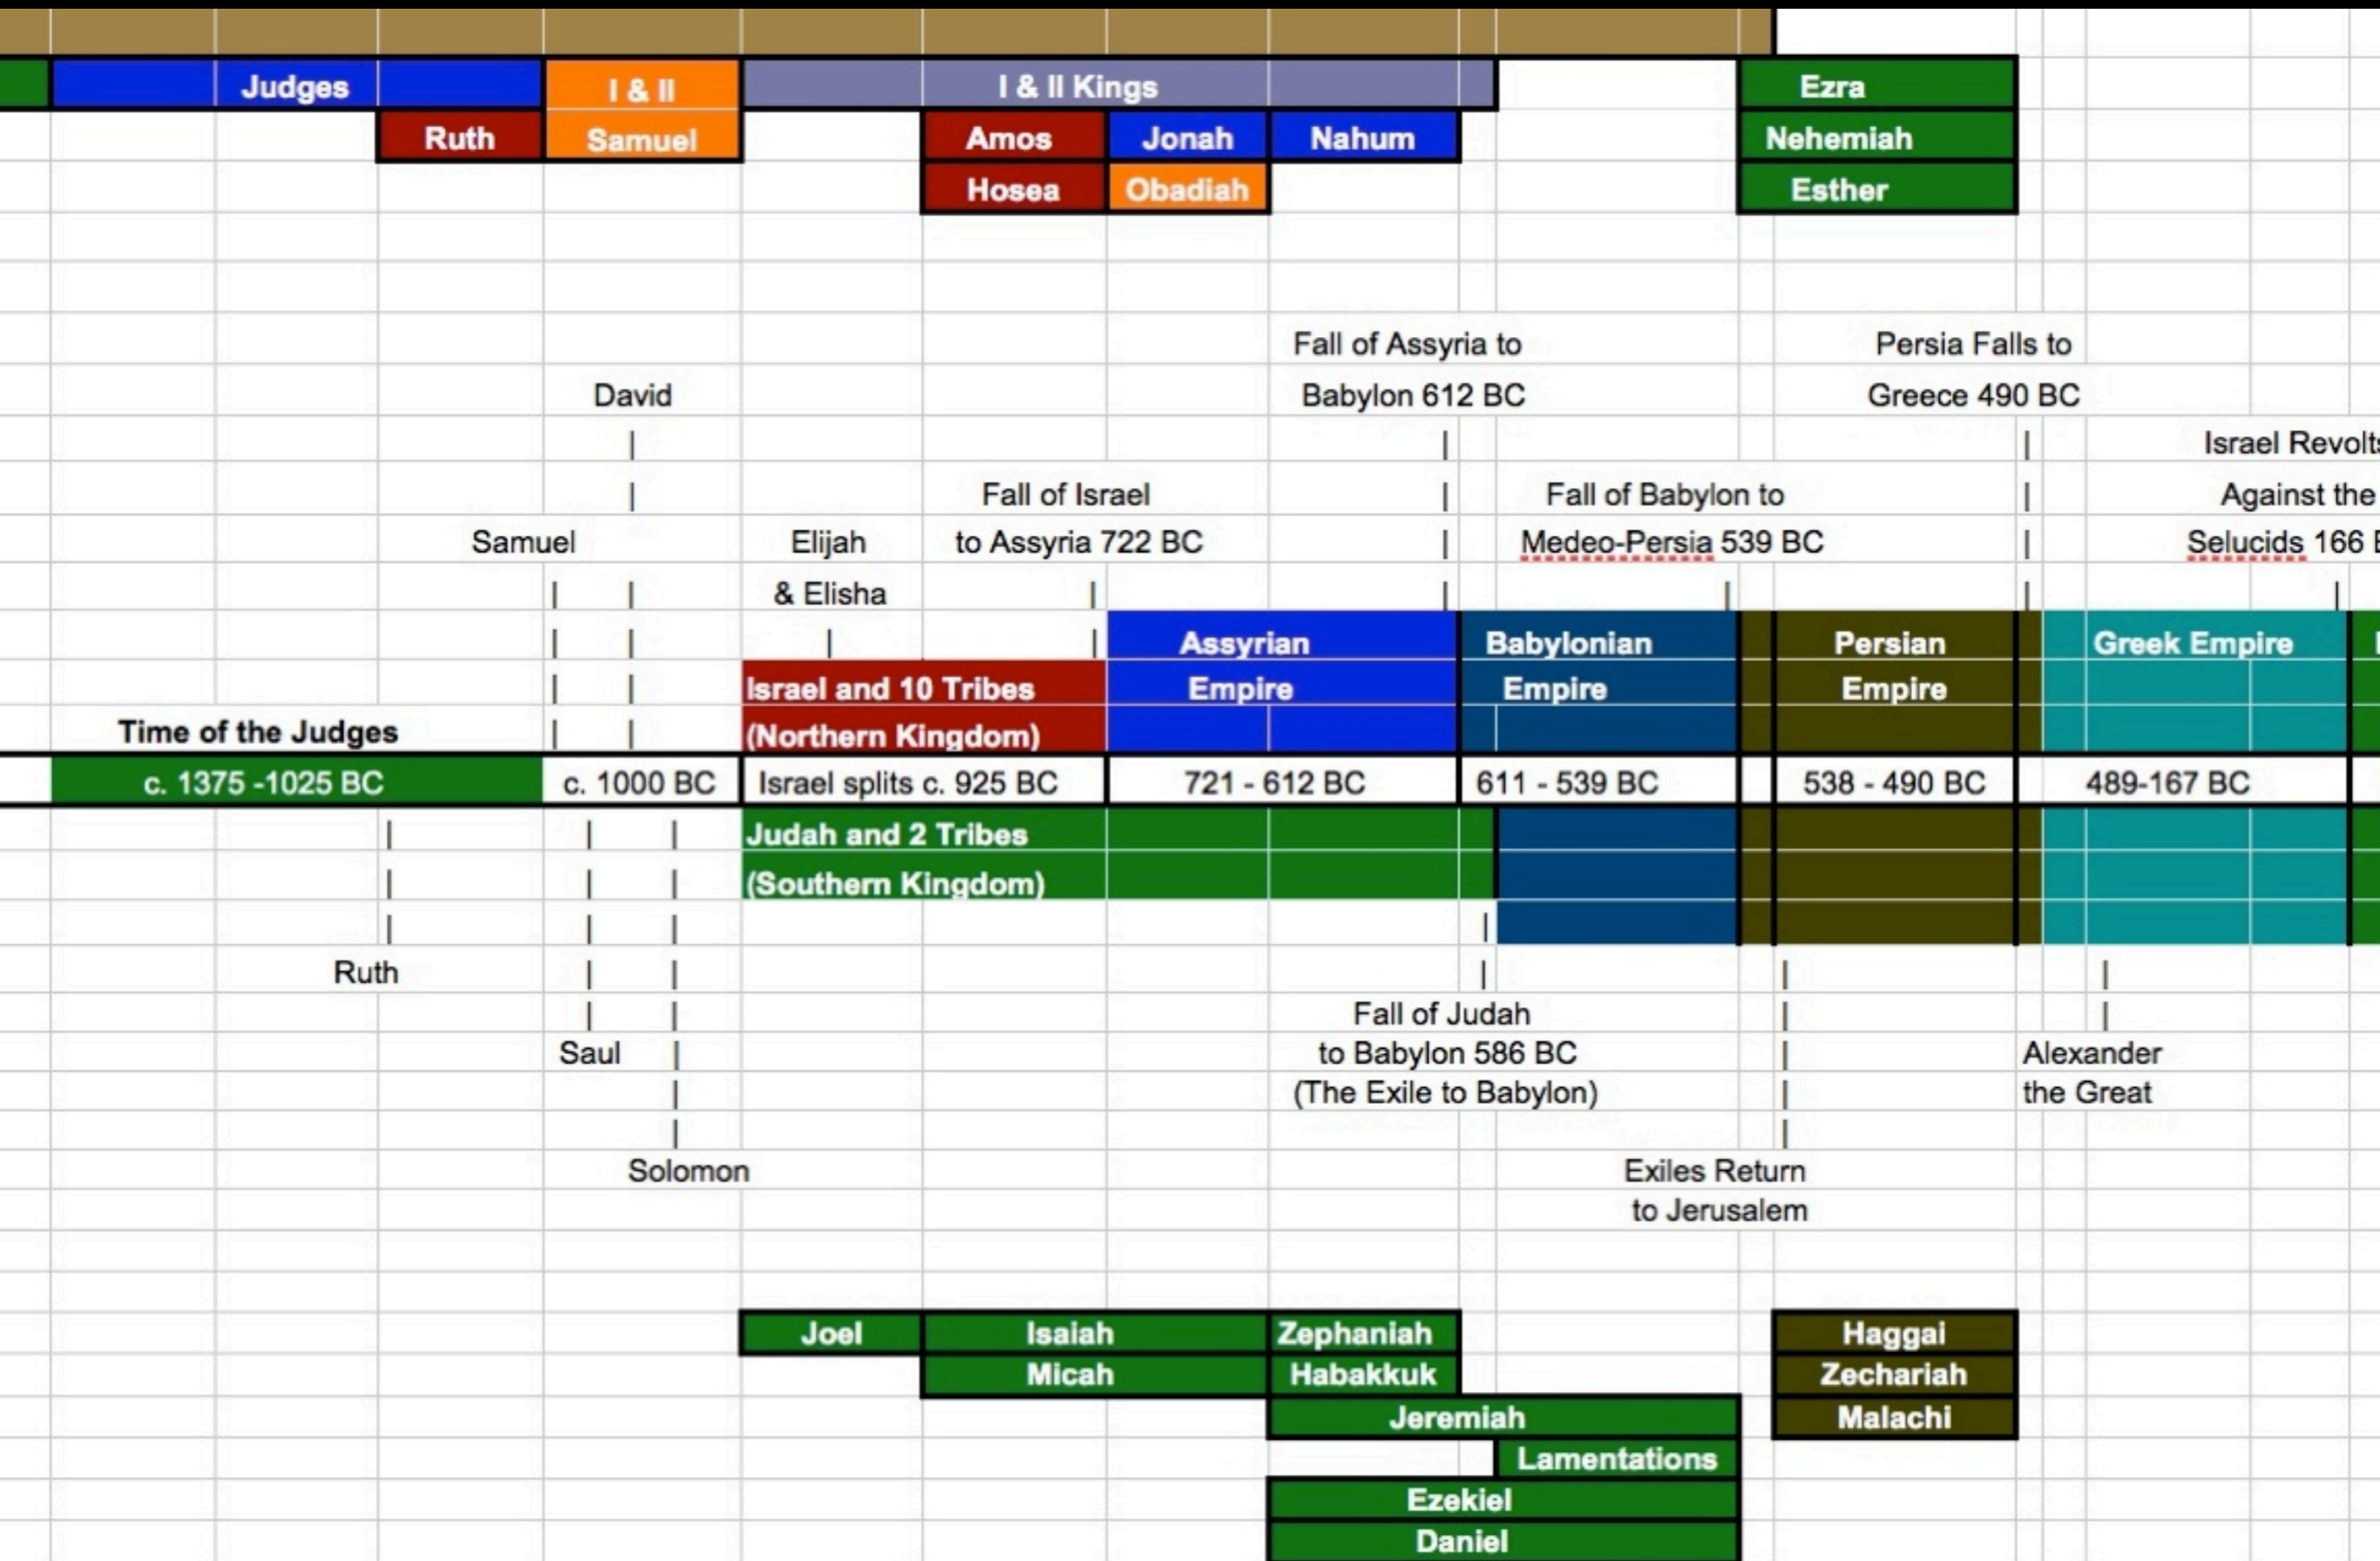 Judges I & II I & II Kings Ezra
Ruth Samuel Amos Jonah Nahum Nehemiah
Hosea Obadiah Esther
Fall of Assyria to Persia Falls to
David Babylon 612 BC Greece 490 BC
Israel Revolts
Fall of Israel Fall of Babylon to Against the
Samuel Elijah to Assyria 722 BC Medeo-Persia 539 BC Selucids 166
& Elisha
Assyrian Babylonian Persian Greek Empire
Israel and 10 Tribes Empire Empire Empire
Time of the Judges (Northern Kingdom)
c. 1375 -1025 BC c. 1000 BC Israel splits c. 925 BC 721 - 612 BC 611 - 539 BC 538 - 490 BC 489-167 BC
Judah and 2 Tribes
(Southern Kingdom)
Ruth
Fall of Judah
Saul to Babylon 586 BC Alexander
(The Exile to Babylon) the Great
Solomon Exiles Return
to Jerusalem
Joel Isaiah Zephaniah Haggai
Micah Habakkuk Zechariah
Jeremiah Malachi
Lamentations
Ezekiel
Daniel